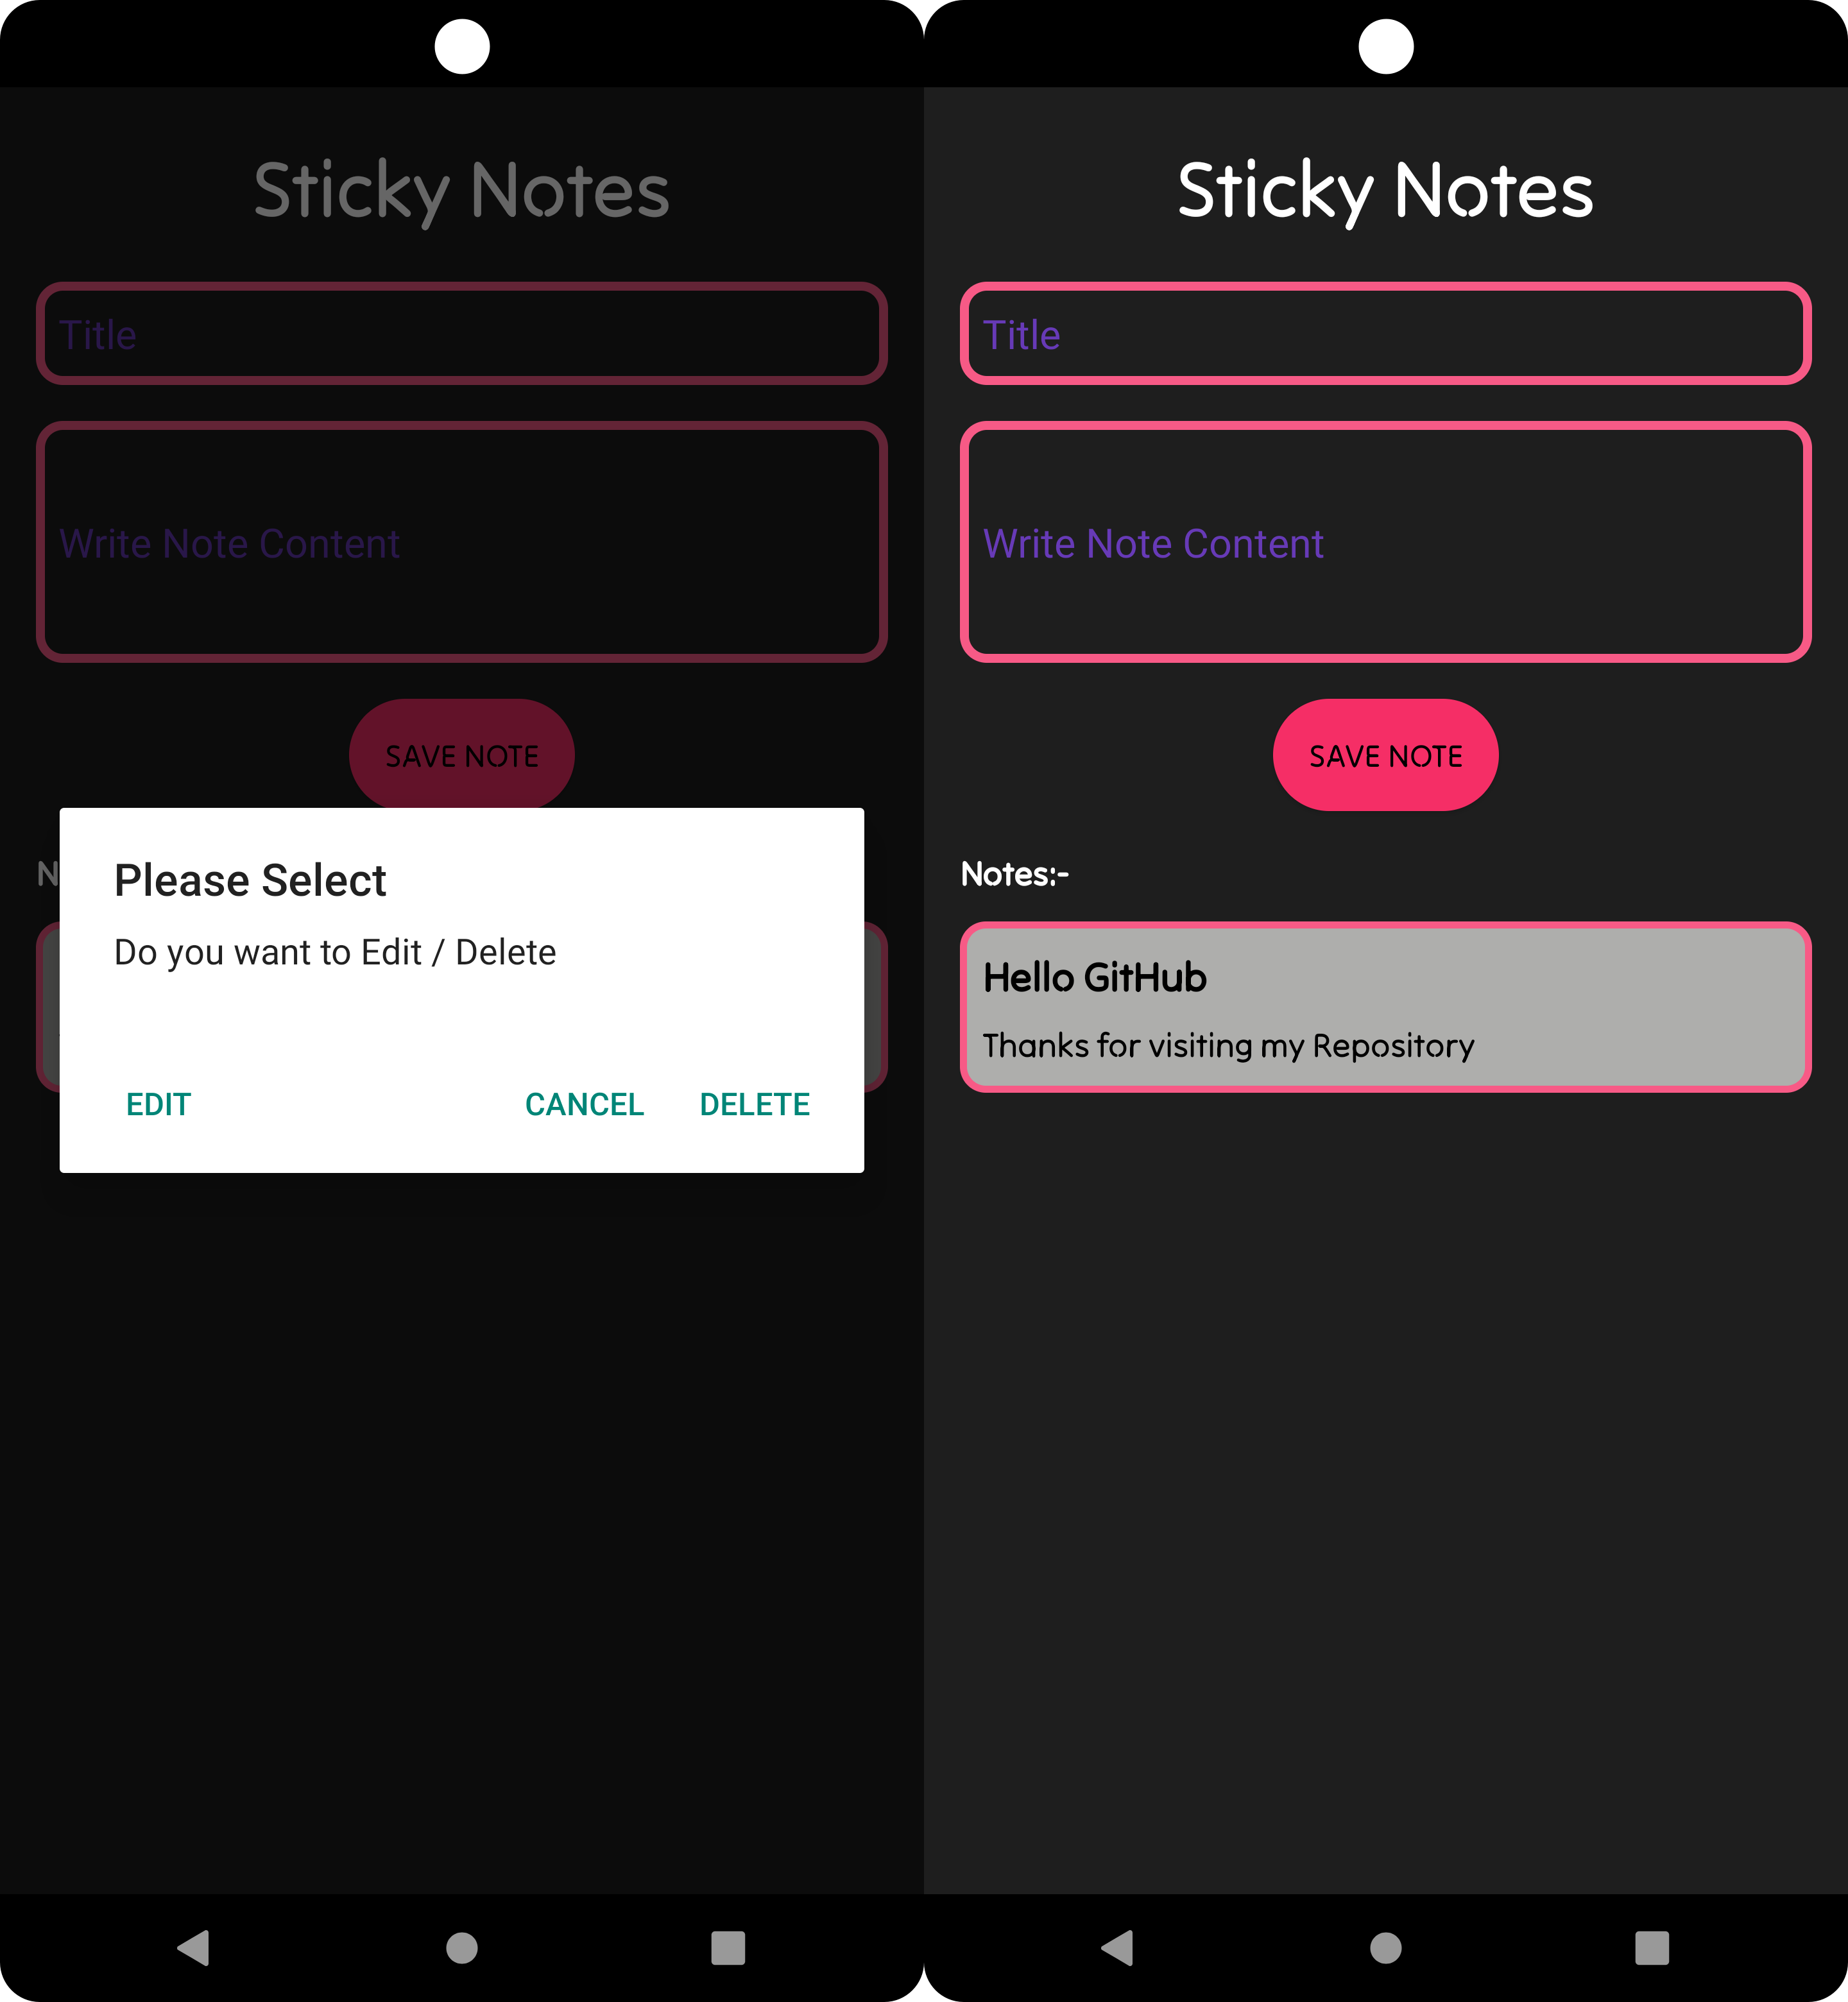 Sticky Notes
Title
Write Note Content
SAVE NOTE
N
Please Select
Do you want to Edit / Delete
EDIT CANCEL DELETE
Sticky Notes
Title
Write Note Content
SAVE NOTE
Notes:-
Hello GitHub
Thanks for visiting my Repository